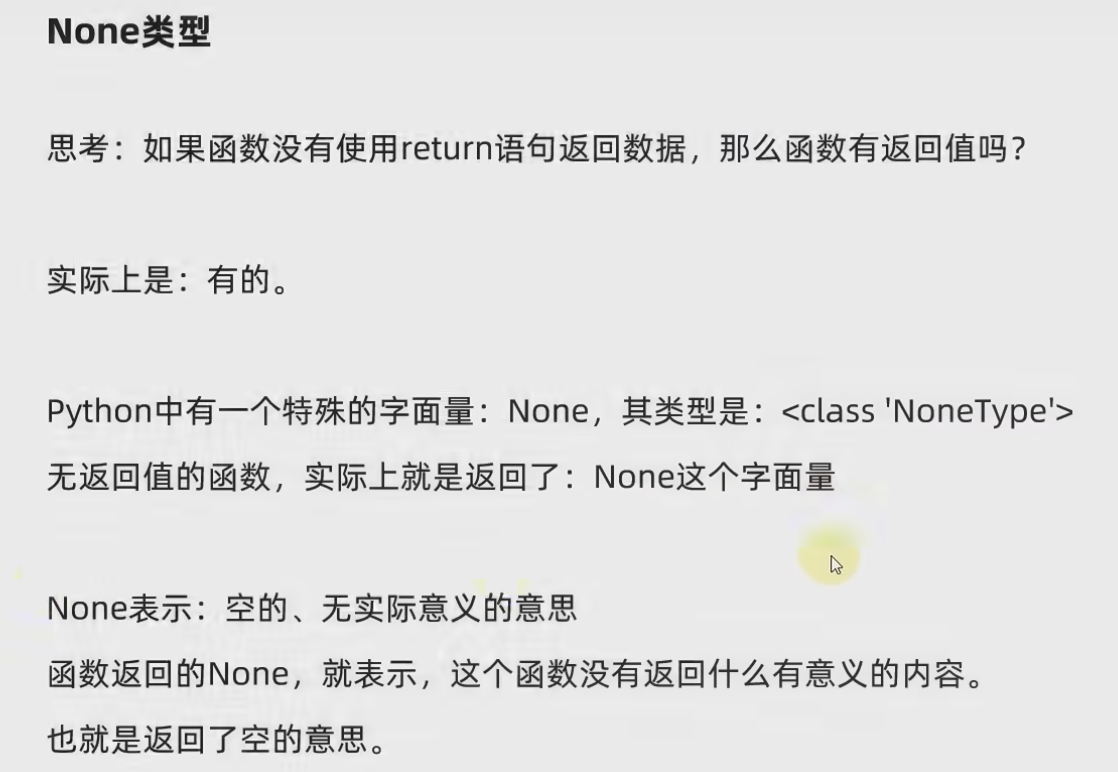 None类型
思考：如果函数没有使用return语句返回数据，那么函数有返回值吗？
实际上是：有的。
Python中有一个特殊的字面量：None，其类型是：<class 'NoneType'>
无返回值的函数，实际上就是返回了：None这个字面量
None表示：空的、无实际意义的意思
函数返回的None，就表示，这个函数没有返回什么有意义的内容。
也就是返回了空的意思。